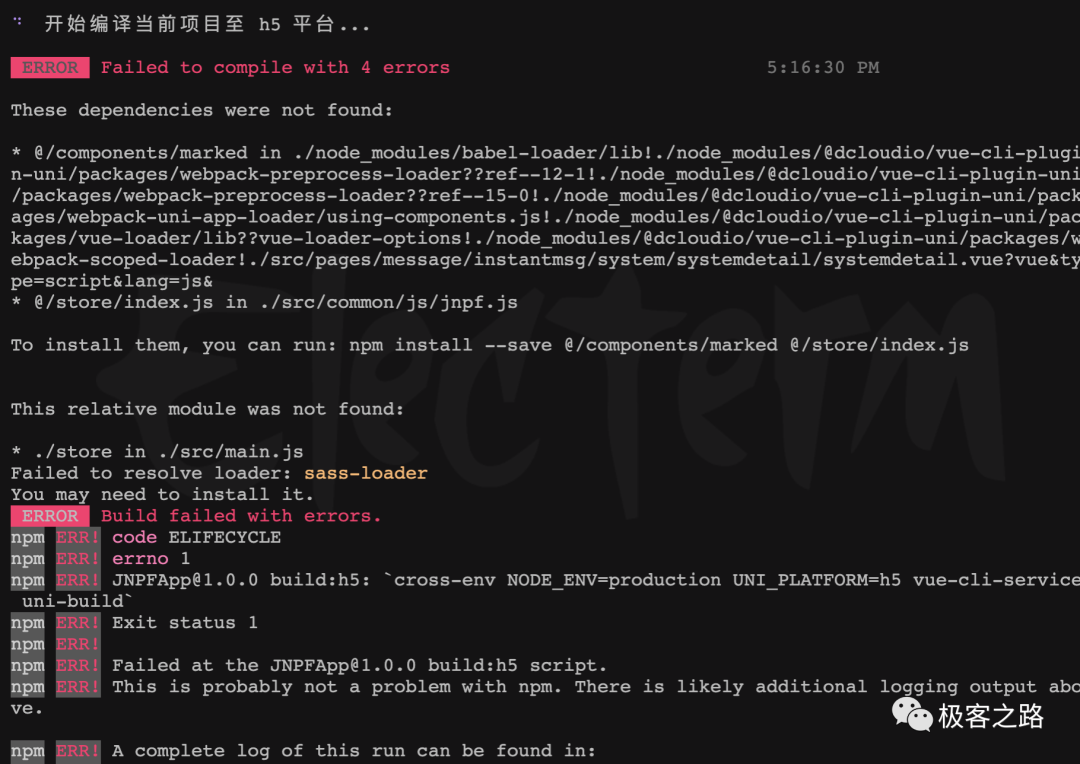 开始编译当前项目至 h5 平台...
ERROR Failed to compile with 4 errors 5:16:30 PM
These dependencies were not found:
* @/components/marked in ./node_modules/babel-loader/lib!./node_modules/@dcloudio/vue-cli-plugi
n-uni/packages/webpack-preprocess-loader??ref--12-1!./node_modules/@dcloudio/vue-cli-plugin-uni
/packages/webpack-preprocess-loader??ref--15-0!./node_modules/@dcloudio/vue-cli-plugin-uni/pack
ages/webpack-uni-app-loader/using-components.js!./node_modules/@dcloudio/vue-cli-plugin-uni/pac
kages/vue-loader/lib??vue-loader-options!./node_modules/@dcloudio/vue-cli-plugin-uni/packages/w
ebpack-scoped-loader!./src/pages/message/instantmsg/system/systemdetail/systemdetail.vue?vue&ty
pe=script&lang=js&
* @/store/index.js in ./src/common/js/jnpf.js
To install them, you can run: npm install --save @/components/marked @/store/index.js
This relative module was not found:
* ./store in ./src/main.js
Failed to resolve loader: sass-loader
You may need to install it.
ERROR Build failed with errors.
npm ERR! code ELIFECYCLE
npm ERR! errno 1
npm ERR! JNPFApp@1.0.0 build:h5: `cross-env NODE_ENV=production UNI_PLATFORM=h5 vue-cli-service
uni-build`
npm ERR! Exit status 1
npm ERR!
npm ERR! Failed at the JNPFApp@1.0.0 build:h5 script.
npm ERR! This is probably not a problem with npm. There is likely additional logging output abo
ve.
npm ERR! A complete log of this run can be found in:
Electerm
极客之路